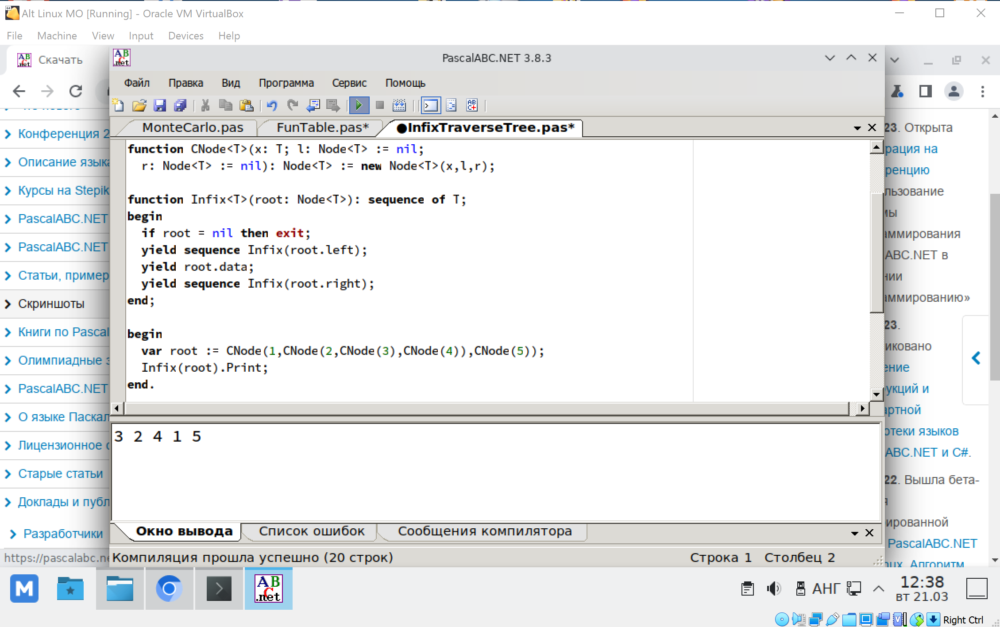 Alt Linux MO [Running] - Oracle VM VirtualBox
File Machine View Input Devices Help
Скачать
PascalABC.NET 3.8.3
Файл Правка Вид Программа Сервис Помощь
MonteCarlo.pas FunTable.pas* ●InfixTraverseTree.pas*
function CNode<T>(x: T; l: Node<T> := nil;
r: Node<T> := nil): Node<T> := new Node<T>(x,l,r);
function Infix<T>(root: Node<T>): sequence of T;
begin
if root = nil then exit;
yield sequence Infix(root.left);
yield root.data;
yield sequence Infix(root.right);
end;
begin
var root := CNode(1,CNode(2,CNode(3),CNode(4)),CNode(5));
Infix(root).Print;
end.
3 2 4 1 5
Окно вывода Список ошибок Сообщения компилятора
Компиляция прошла успешно (20 строк) Строка 1 Столбец 2
Конференция 2
Описание языка
Курсы на Stepik
PascalABC.NET
PascalABC.NET
Статьи, пример
Скриншоты
Книги по Pascal
Олимпиадные з
PascalABC.NET
О языке Паскал
Лицензионное с
Старые статьи
Доклады и публ
Разработчики
https://pascalabc.ne
23. Открыта
рация на
ренцию
льзование
мы
аммирования
ABC.NET в
нии
аммированию»
23.
иковано
ение
укций и
артной
отеки языков
ABC.NET и C#.
22. Вышла бета-
я
ированной
PascalABC.NET
nux. Алгоритм
АНГ 12:38
вт 21.03
Right Ctrl